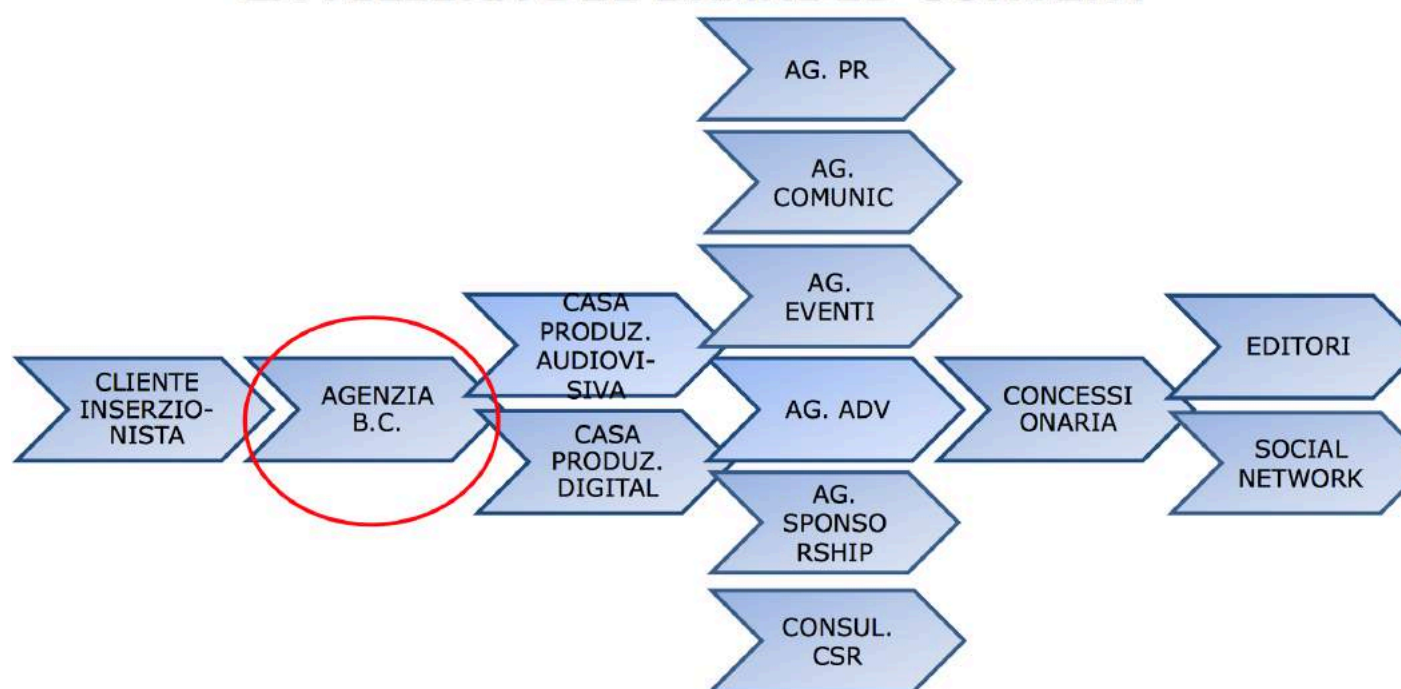 AG. PR
AG.
COMUNIC
AG.
EVENTI
CASA
PRODUZ.
AUDIOVI-
SIVA
EDITORI
CLIENTE
INSERZIO-
NISTA
AGENZIA
B.C.
AG. ADV
CONCESSI
ONARIA
CASA
PRODUZ.
DIGITAL
SOCIAL
NETWORK
AG.
SPONSO
RSHIP
CONSUL.
CSR